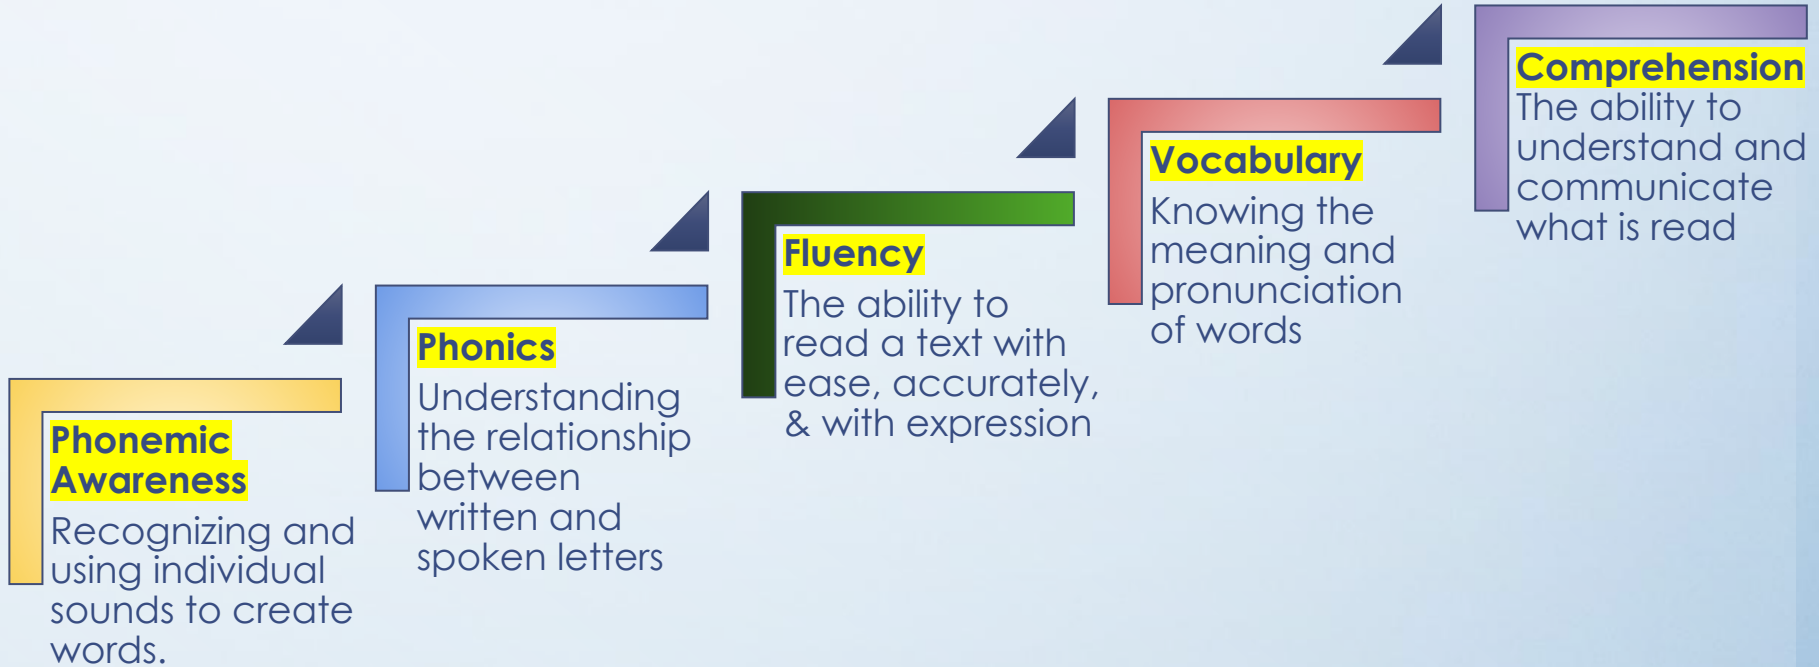 Phonemic
Awareness
Recognizing and
using individual
sounds to create
words.
Phonics
Understanding
the relationship
between
written and
spoken letters
Fluency
The ability to
read a text with
ease, accurately,
& with expression
Vocabulary
Knowing the
meaning and
pronunciation
of words
Comprehension
The ability to
understand and
communicate
what is read